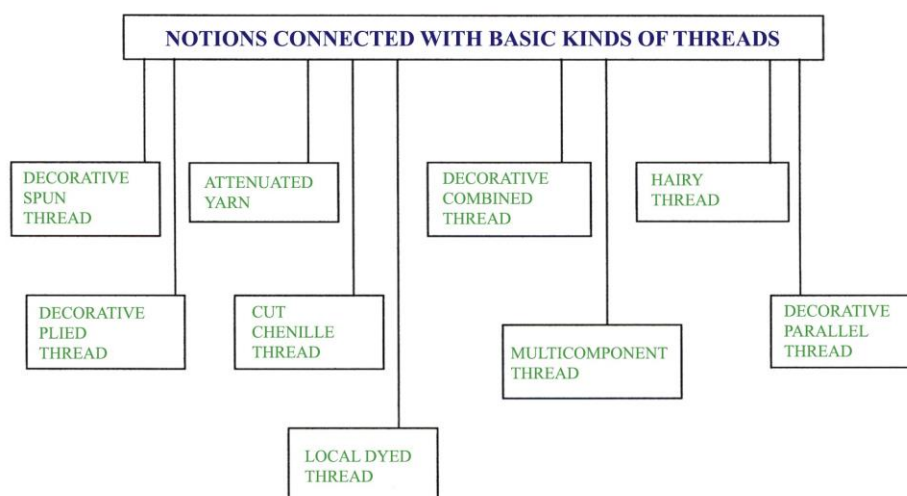 NOTIONS CONNECTED WITH BASIC KINDS OF THREADS
DECORATIVE
SPUN
THREAD
ATTENUATED
YARN
DECORATIVE
COMBINED
THREAD
HAIRY
THREAD
DECORATIVE
PLIED
THREAD
CUT
CHENILLE
THREAD
MULTICOMPONENT
THREAD
DECORATIVE
PARALLEL
THREAD
LOCAL DYED
THREAD